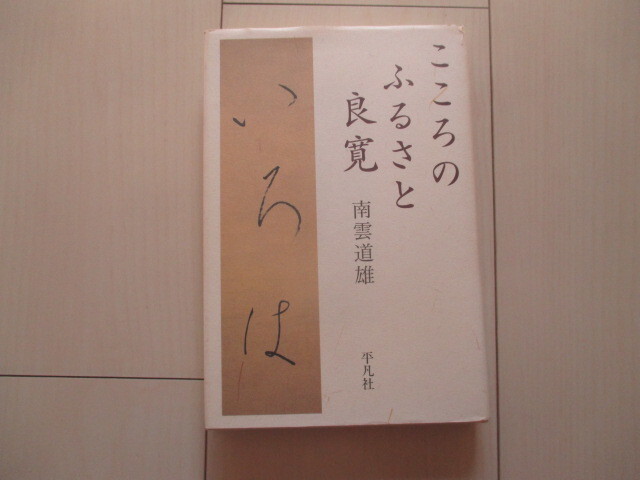 こころの
ふるさと
良寛
南雲道雄
平凡社
いろは